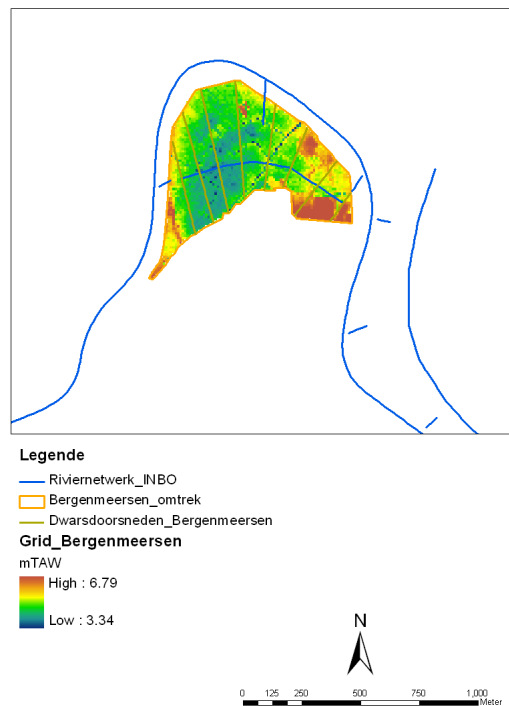 Legende
Riviernetwerk_INBO
Bergenmeersen_omtrek
Dwarsdoorsneden_Bergenmeersen
Grid_Bergenmeersen
mTAW
High : 6.79
Low : 3.34
N
0 125 250 500 750 1,000
Meter